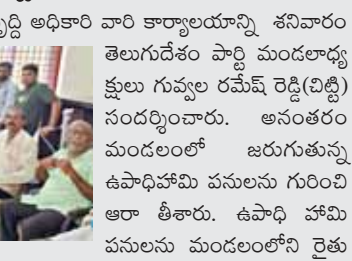 అధికారి వారి కార్యాలయాన్ని శనివారం
తెలుగుదేశం పార్టీ మండలాధ్య
క్షులు గువ్వల రమేష్ రెడ్డి(చిట్టి)
సందర్శించారు. అనంతరం
మండలంలో జరుగుతున్న
ఉపాధిహామి పనులను గురించి
ఆరా తీశారు. ఉపాధి హామి
పనులను మండలంలోని రైతు